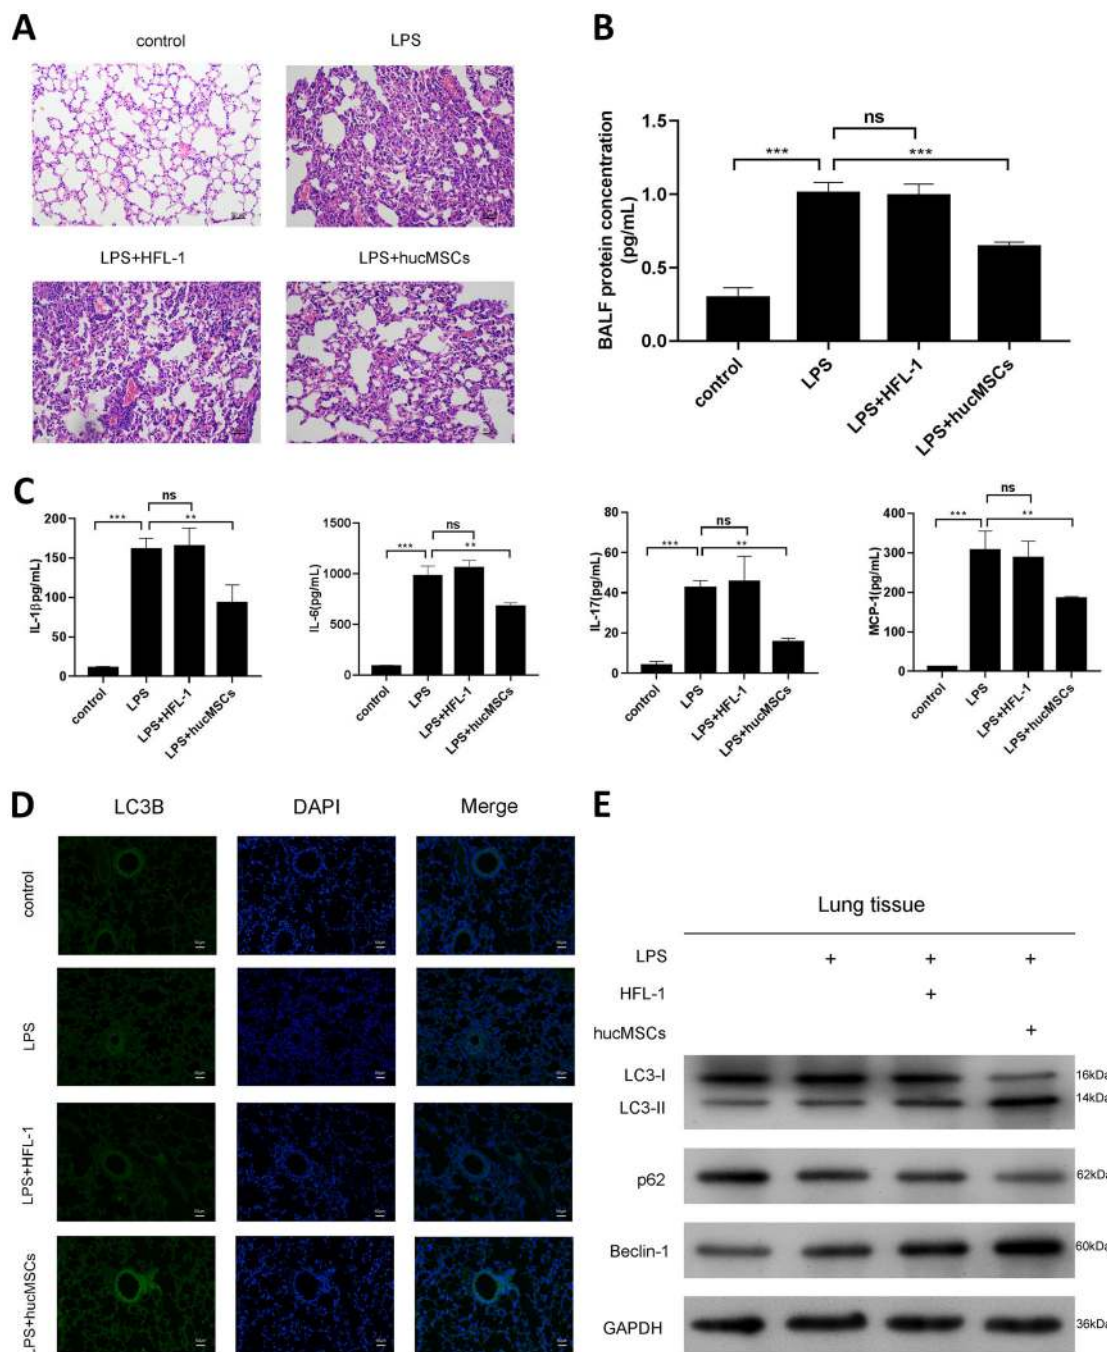 A
control
LPS
LPS+HFL-1
LPS+hucMSCs
B
BALF protein concentration
(pg/mL)
1.5
1.0
0.5
0.0
***
ns
***
control
LPS
LPS+HFL-1
LPS+hucMSCs
C
IL-1βpg/mL)
200
150
100
50
0
***
ns
**
control
LPS
LPS+HFL-1
LPS+hucMSCs
IL-6(pg/mL)
1500
1000
500
0
***
ns
**
control
LPS
LPS+HFL-1
LPS+hucMSCs
IL-17(pg/mL)
80
60
40
20
0
***
ns
**
control
LPS
LPS+HFL-1
LPS+hucMSCs
MCP-1(pg/mL)
400
300
200
100
0
***
ns
**
control
LPS
LPS+HFL-1
LPS+hucMSCs
D
LC3B DAPI Merge
control
LPS
LPS+HFL-1
LPS+hucMSCs
E
Lung tissue
LPS + + +
HFL-1 +
hucMSCs +
LC3-I 16kDa
LC3-II 14kDa
p62 62kDa
Beclin-1 60kDa
GAPDH 36kDa